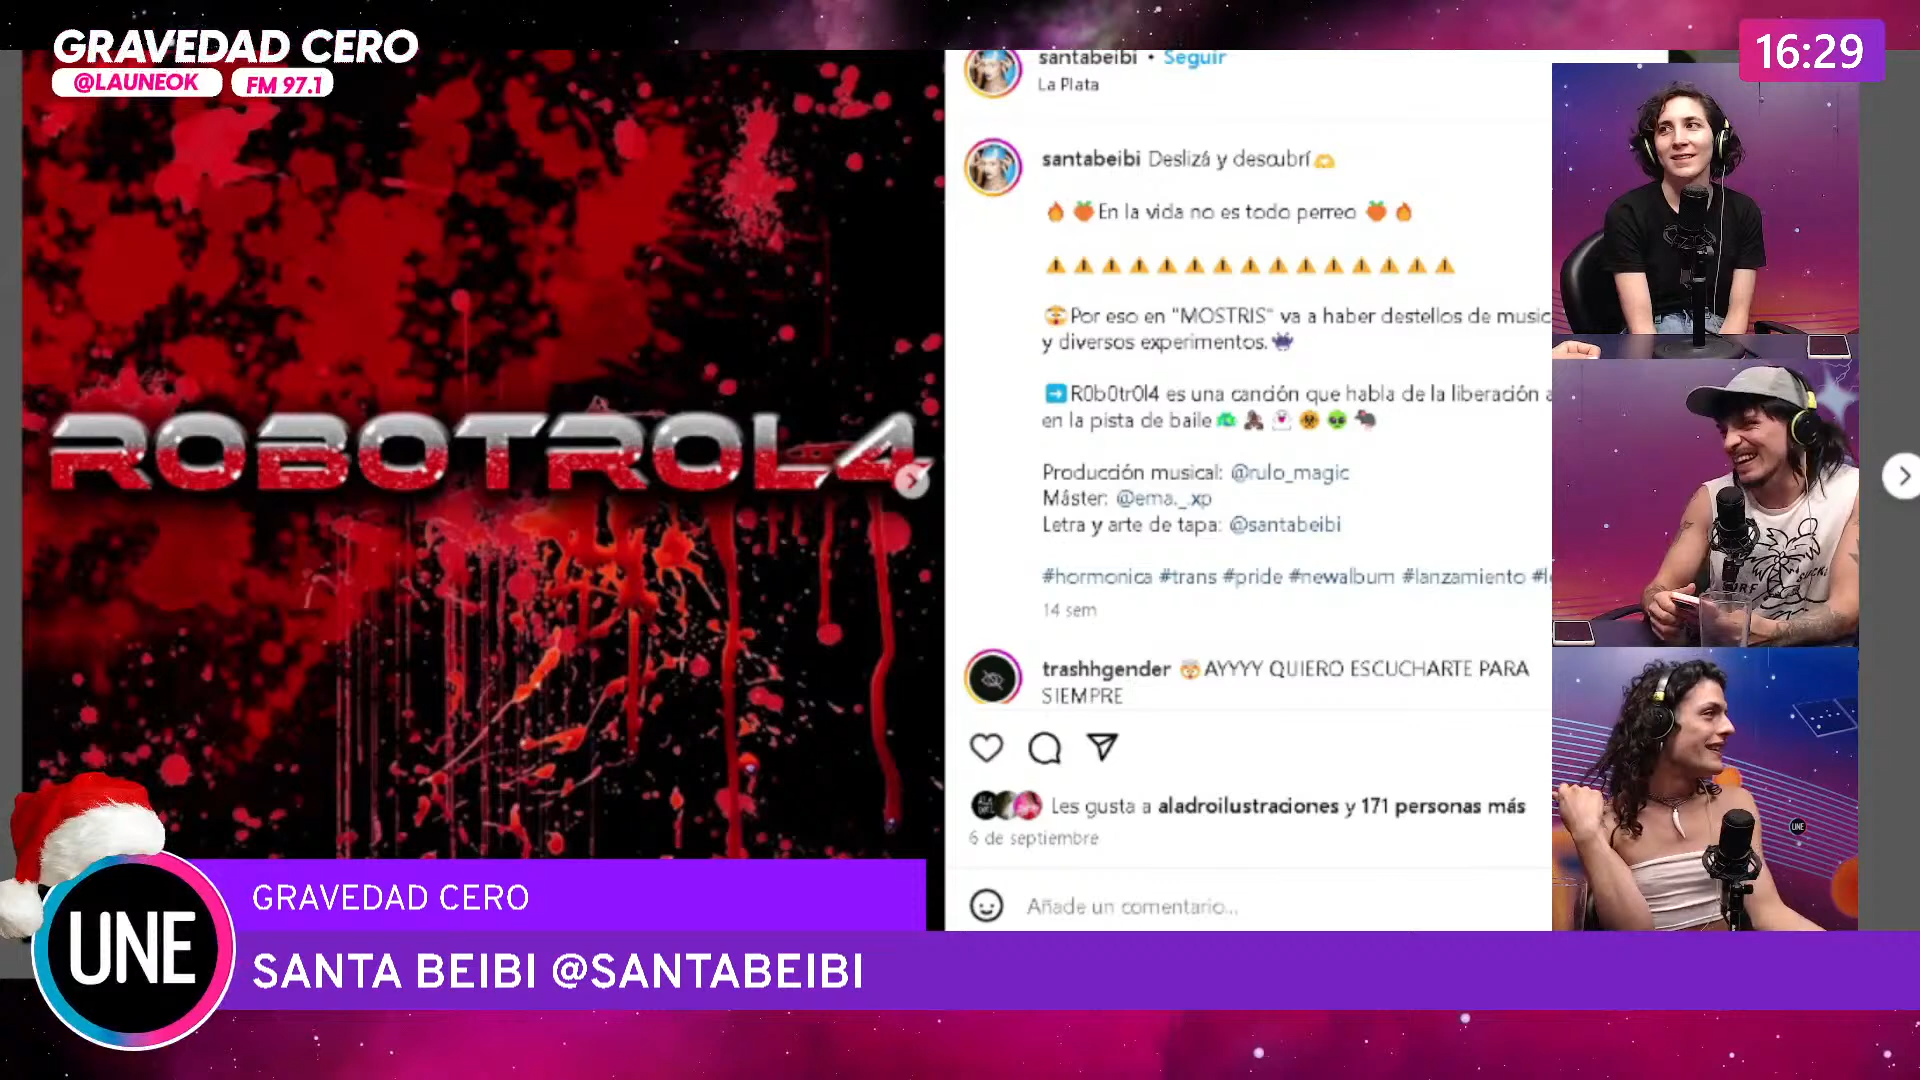 GRAVEDAD CERO
@LAUNEOK FM 97.1
16:29
santabeibi • Seguir
La Plata
santabeibi Deslizá y descubrí
En la vida no es todo perreo
Por eso en "MOSTRIS" va a haber destellos de music
y diversos experimentos.
R0b0tr0l4 es una canción que habla de la liberación a
en la pista de baile
Producción musical: @rulo_magic
Máster: @ema._.xp
Letra y arte de tapa: @santabeibi
#hormonica #trans #pride #newalbum #lanzamiento
14 sem
trashhgender AYYYY QUIERO ESCUCHARTE PARA
SIEMPRE
Les gusta a aladroilustraciones y 171 personas más
6 de septiembre
Añade un comentario...
ROBOTROL4
SURF
UNE
UNE
GRAVEDAD CERO
SANTA BEIBI @SANTABEIBI